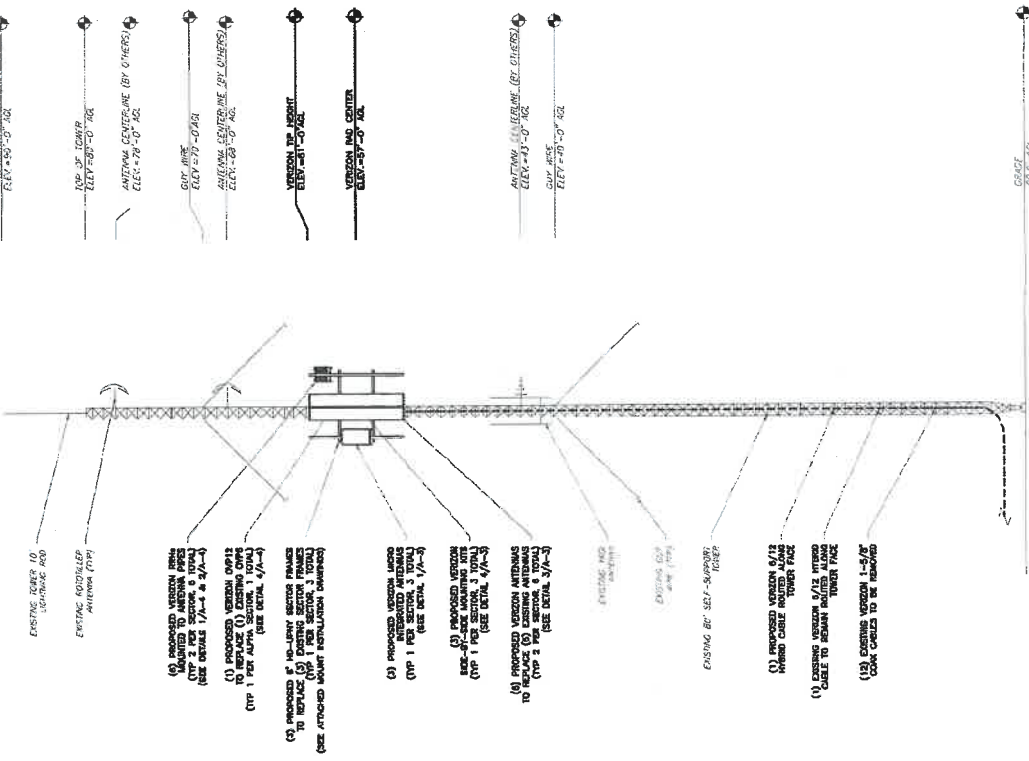 ELEV.=90'-0" AGL
TOP OF TOWER
ELEV.=80'-0" AGL
ANTENNA CENTERLINE (BY OTHERS)
ELEV.=78'-0" AGL
GUY WIRE
ELEV.=70'-0 AGL
ANTENNA CENTERLINE (BY OTHERS)
ELEV.=68'-0" AGL
VERIZON TIP HEIGHT
ELEV.=61'-0" AGL
VERIZON RAD CENTER
ELEV.=57'-0" AGL
ANTENNA CENTERLINE (BY OTHERS)
ELEV.=43'-0" AGL
GUY WIRE
ELEV.=40'-0" AGL
GRADE
EXISTING TOWER 10'
LIGHTNING ROD
EXISTING
ANTENNA (TYP)
(6) PROPOSED VERIZON RRHs
MOUNTED TO ANTENNA PIPES
(TYP 2 PER SECTOR, 6 TOTAL)
(SEE DETAILS 1/A-4 & 2/A-4)
(1) PROPOSED VERIZON OVP12
TO REPLACE (1) EXISTING OVP6
(TYP 1 PER ALPHA SECTOR, 1 TOTAL)
(SEE DETAIL 4/A-4)
(3) PROPOSED 8' HD-UPHY SECTOR FRAMES
TO REPLACE (3) EXISTING SECTOR FRAMES
(TYP 1 PER SECTOR, 3 TOTAL)
(SEE ATTACHED MOUNT INSTALLATION DRAWINGS)
(3) PROPOSED VERIZON
INTEGRATED ANTENNAS
(TYP 1 PER SECTOR, 3 TOTAL)
(SEE DETAIL 1/A-3)
(3) PROPOSED VERIZON
SIDE-BY-SIDE MOUNTING KITS
(TYP 1 PER SECTOR, 3 TOTAL)
(SEE DETAIL 4/A-3)
(6) PROPOSED VERIZON ANTENNAS
TO REPLACE (6) EXISTING ANTENNAS
(TYP 2 PER SECTOR, 6 TOTAL)
(SEE DETAIL 3/A-3)
EXISTING
ANTENNA
EXISTING GUY
WIRE (TYP)
EXISTING 80' SELF-SUPPORT
TOWER
(1) PROPOSED VERIZON 6/12
HYBRID CABLE ROUTED ALONG
TOWER FACE
(1) EXISTING VERIZON 6/12 HYBRID
CABLE TO REMAIN ROUTED ALONG
TOWER FACE
(12) EXISTING VERIZON 1-5/8"
COAX CABLES TO BE REMOVED